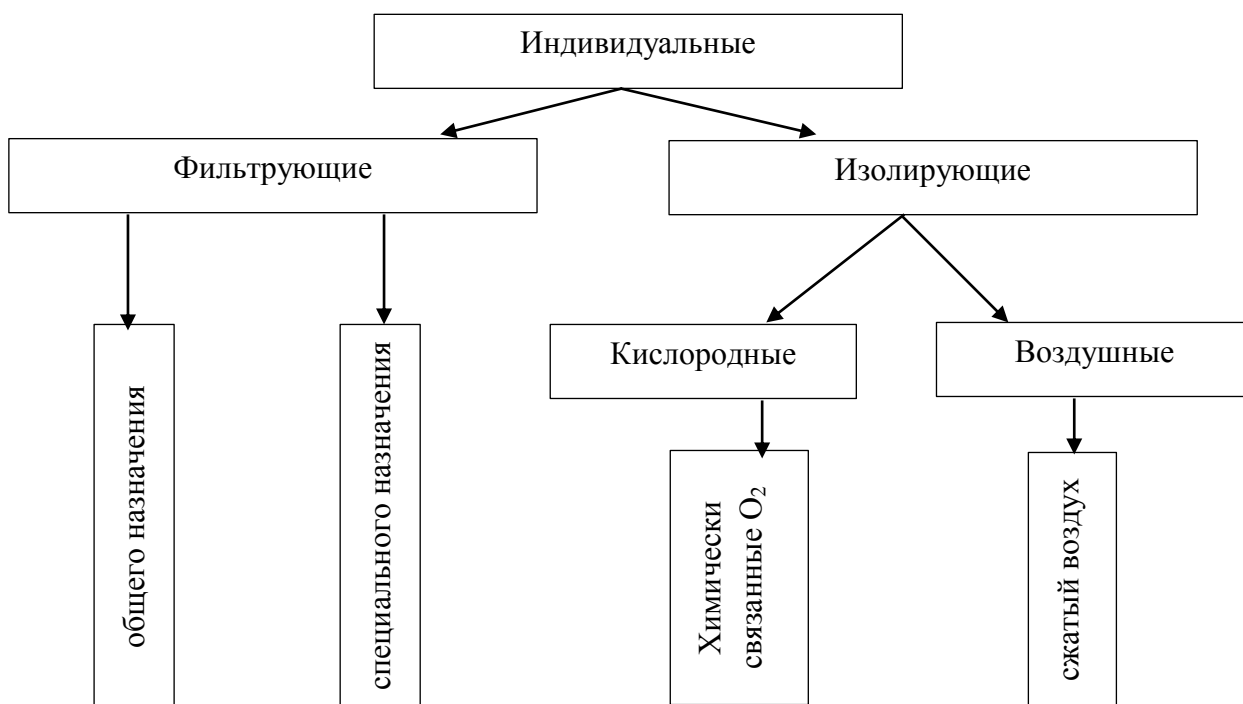 Индивидуальные
Фильтрующие
Изолирующие
Кислородные
Воздушные
общего назначения
специального назначения
Химически
связанные O₂
сжатый воздух